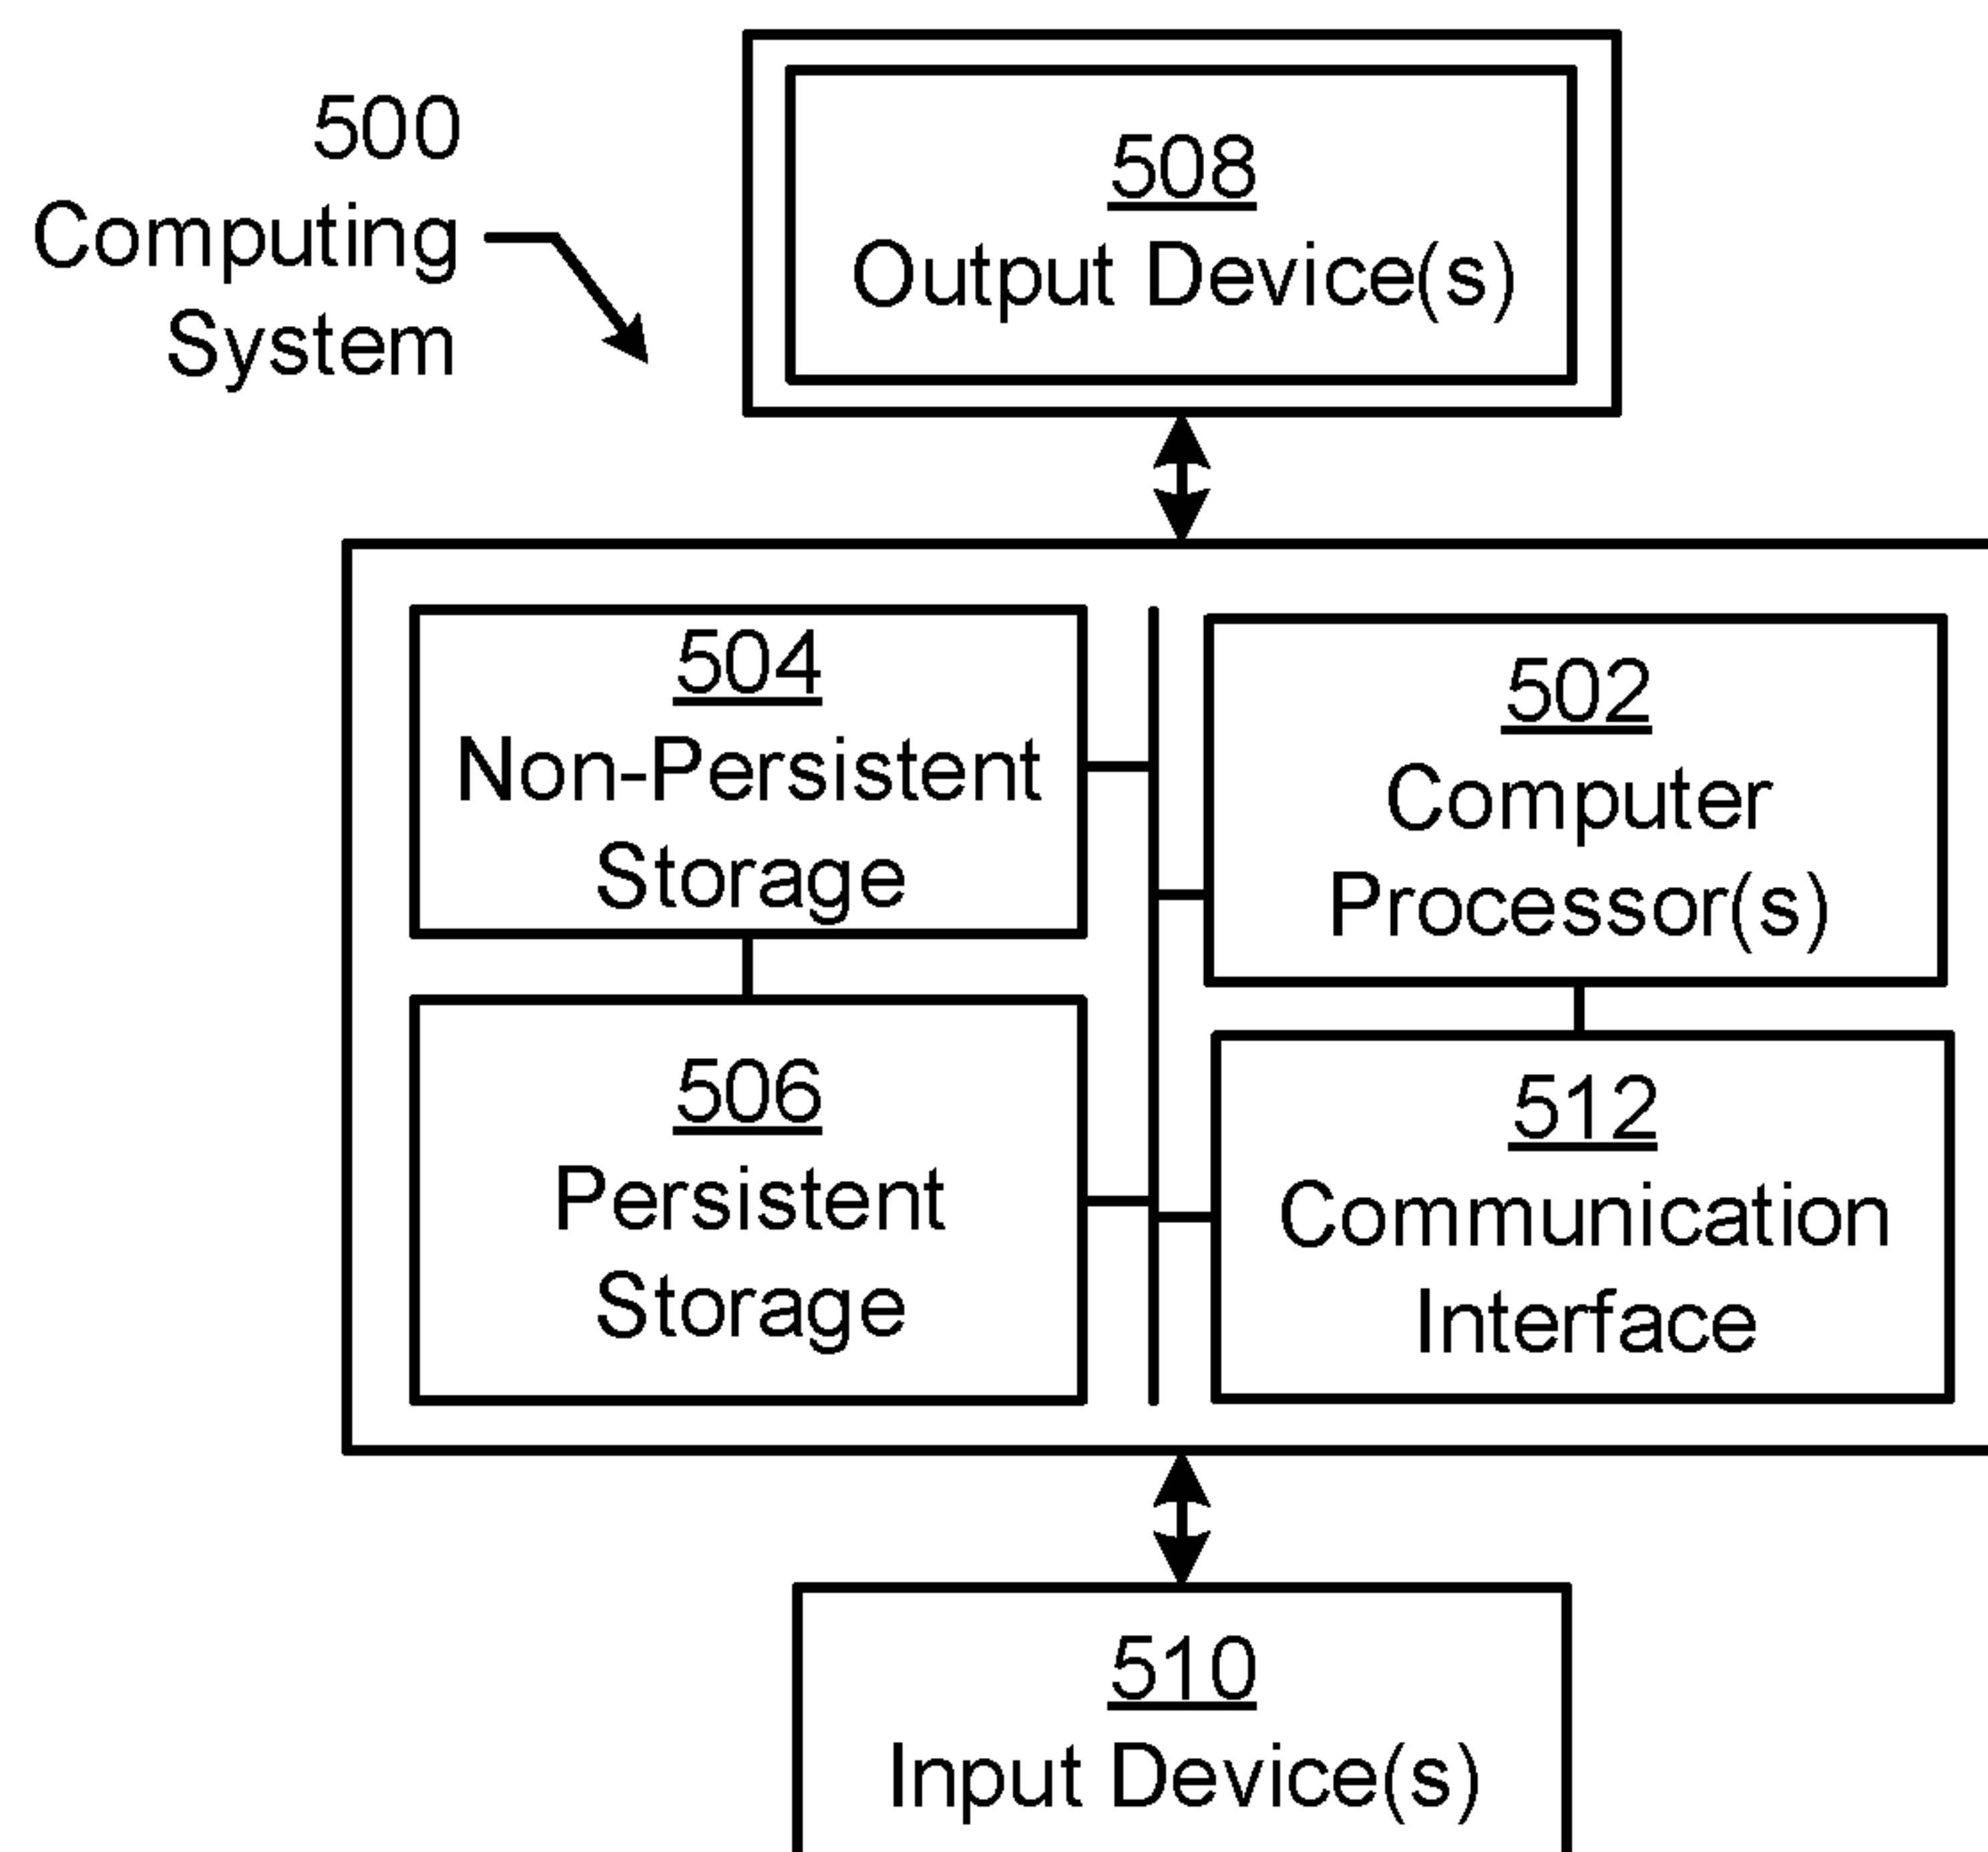 500
Computing
System
508
Output Device(s)
504
Non-Persistent
Storage
502
Computer
Processor(s)
506
Persistent
Storage
512
Communication
Interface
510
Input Device(s)